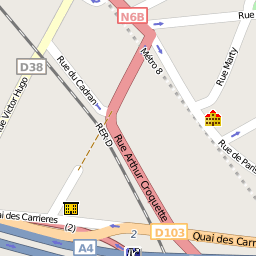 N6B
Rue
Métro 8
Rue Marty
D38
Rue du Cadran
Rue Victor Hugo
RER D
Rue Arthur Croquette
Rue de Paris
Quai des Carrieres
(2)
2
D103
Quai des Carr
A4